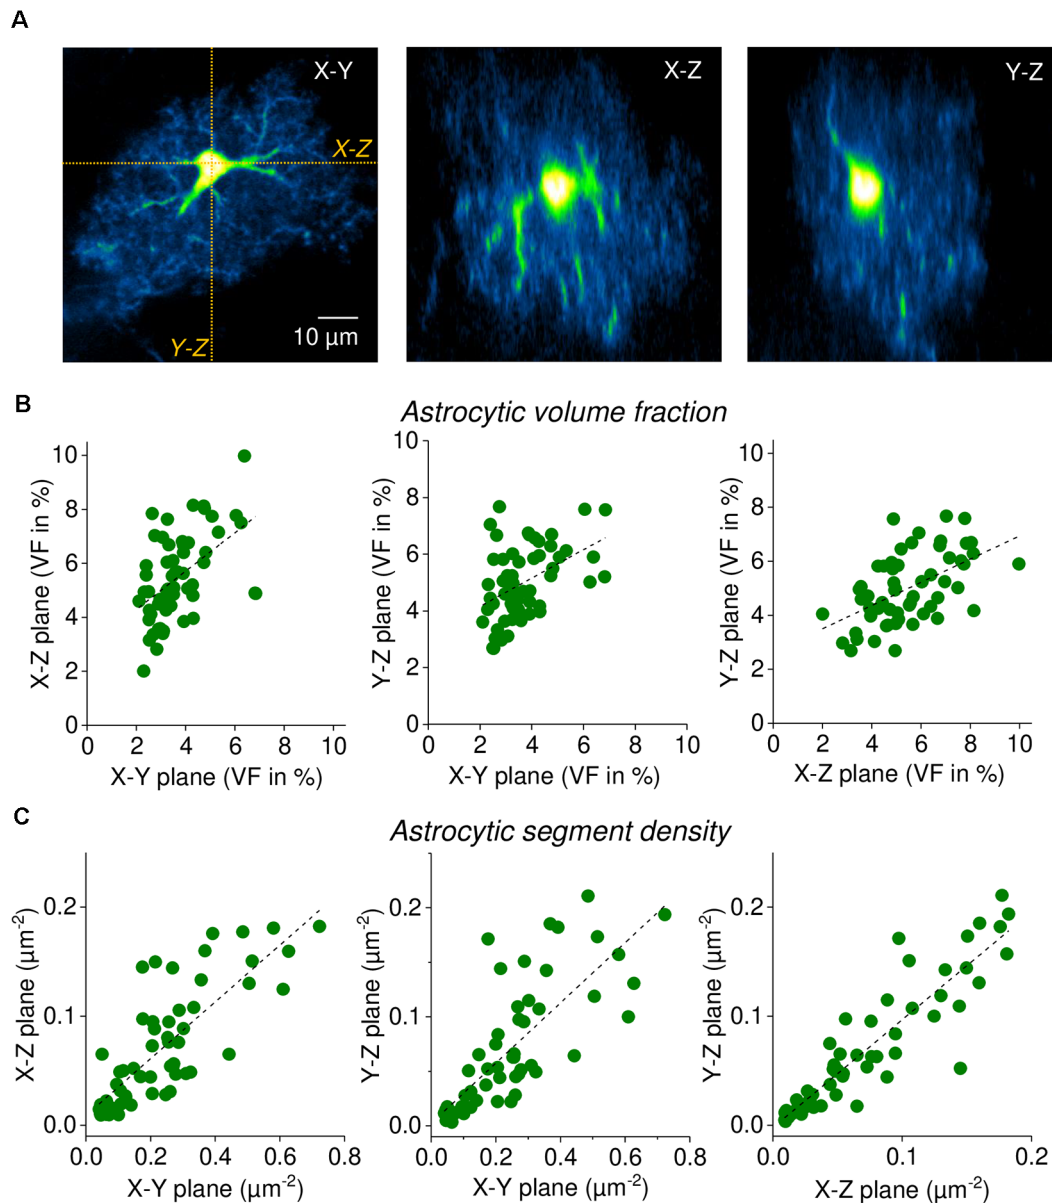 A
X-Y
X-Z
Y-Z
X-Z
Y-Z
10 µm
B
Astrocytic volume fraction
X-Z plane (VF in %)
10
8
6
4
2
0
0 2 4 6 8 10
X-Y plane (VF in %)
Y-Z plane (VF in %)
10
8
6
4
2
0
0 2 4 6 8 10
X-Y plane (VF in %)
Y-Z plane (VF in %)
10
8
6
4
2
0
0 2 4 6 8 10
X-Z plane (VF in %)
C
Astrocytic segment density
X-Z plane (µm⁻²)
0.2
0.1
0.0
0.0 0.2 0.4 0.6 0.8
X-Y plane (µm⁻²)
Y-Z plane (µm⁻²)
0.2
0.1
0.0
0.0 0.2 0.4 0.6 0.8
X-Y plane (µm⁻²)
Y-Z plane (µm⁻²)
0.2
0.1
0.0
0.0 0.1 0.2
X-Z plane (µm⁻²)